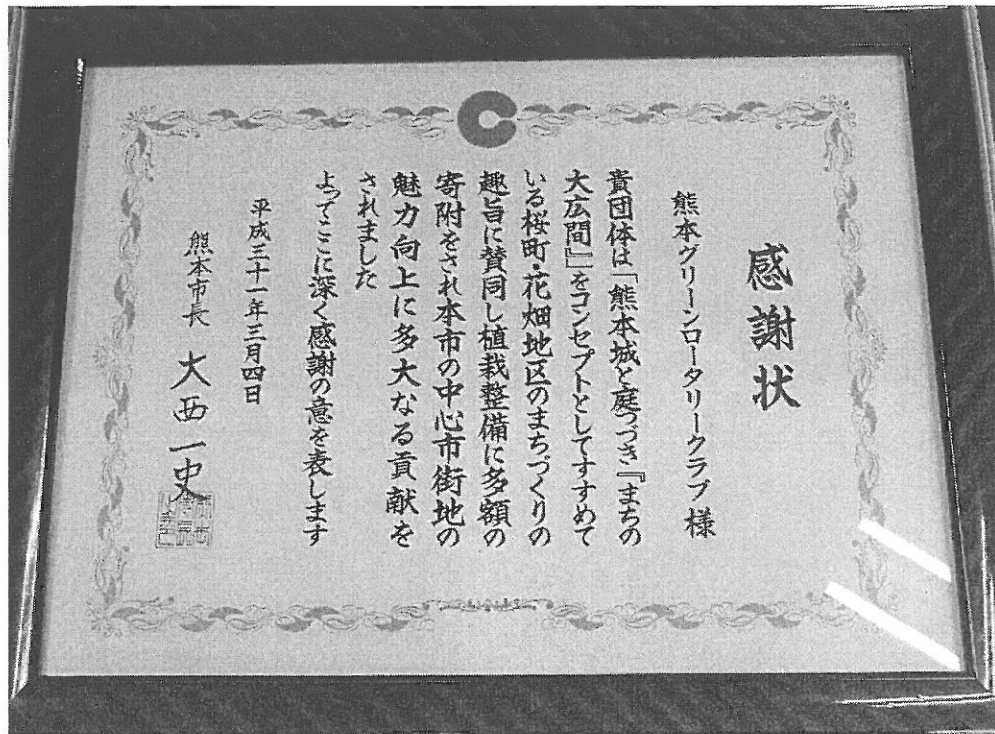 感謝状
熊本グリーンロータリークラブ様
貴団体は「熊本城と庭つづき『まちの
大広間』」をコンセプトとしてすすめて
いる桜町・花畑地区のまちづくりの
趣旨に賛同し植栽整備に多額の
寄附をされ本市の中心市街地の
魅力向上に多大なる貢献を
されました
よってここに深く感謝の意を表します
平成三十一年三月四日
熊本市長 大西一史